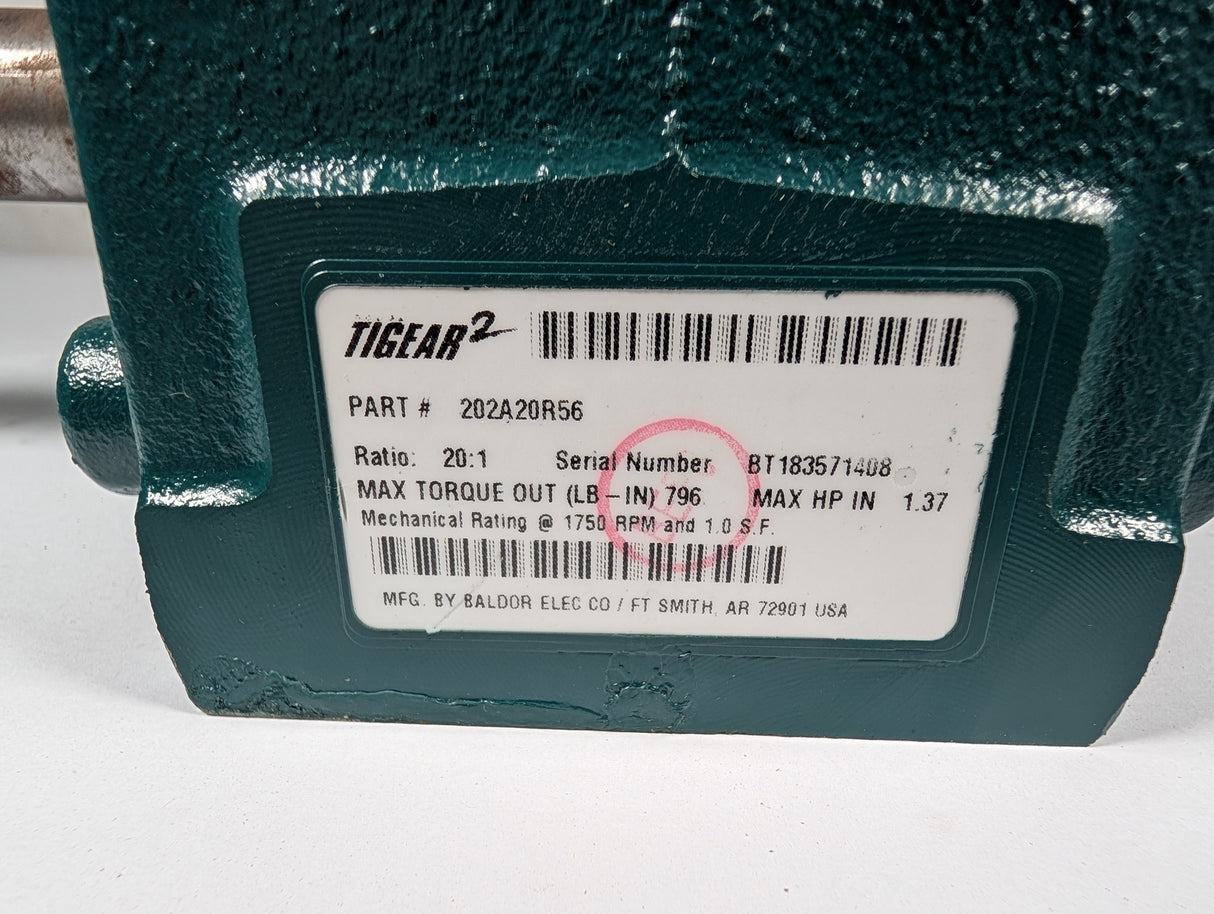 TIGEAR2
PART # 202A20R56
Ratio: 20:1 Serial Number BT183571408
MAX TORQUE OUT (LB-IN) 796 MAX HP IN 1.37
Mechanical Rating @ 1750 RPM and 1.0 S.F.
MFG. BY BALDOR ELEC CO / FT SMITH, AR 72901 USA